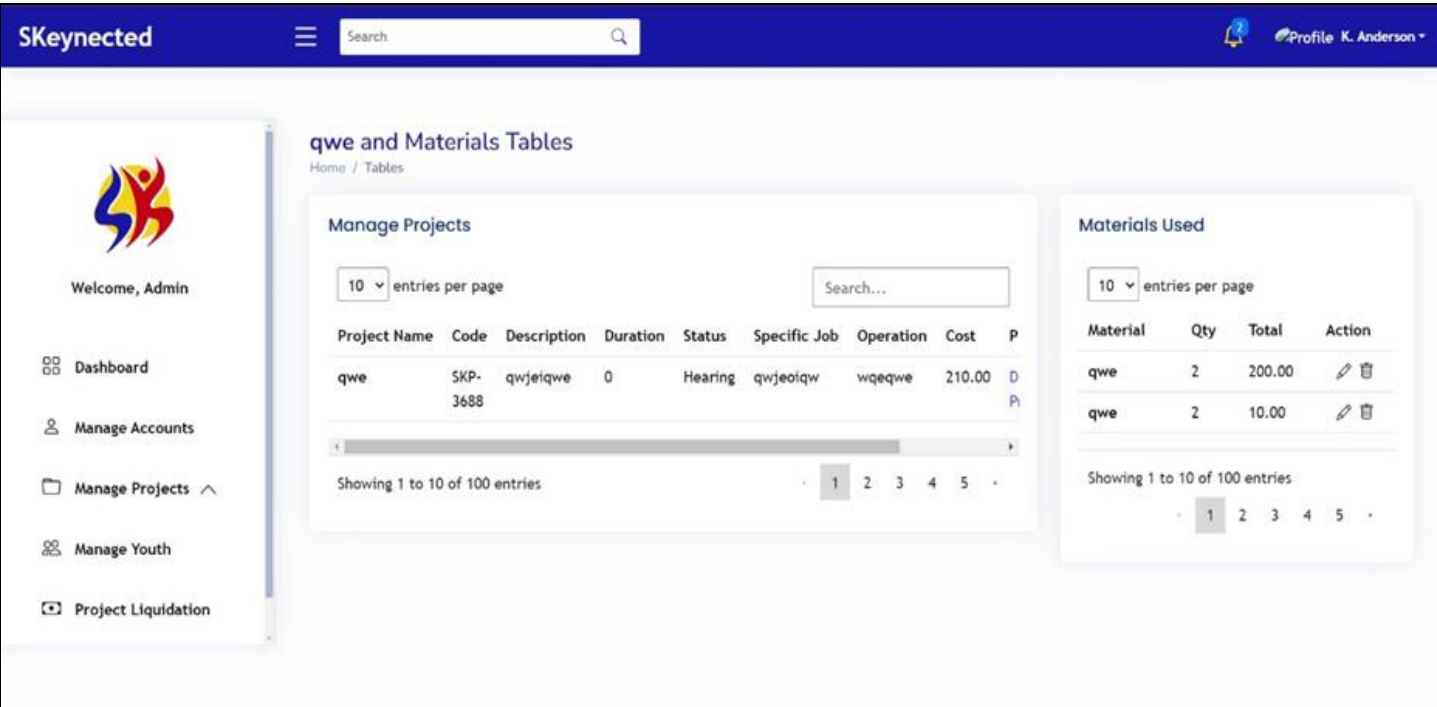 SKeynected
Search
2
Profile K. Anderson
Welcome, Admin
Dashboard
Manage Accounts
Manage Projects
Manage Youth
Project Liquidation
qwe and Materials Tables
Home / Tables
Manage Projects
10 entries per page
Search...
Project Name Code Description Duration Status Specific Job Operation Cost P
qwe SKP- qwjeiqwe 0 Hearing qwjeoiqw wqeqwe 210.00 D
3688
Showing 1 to 10 of 100 entries
1 2 3 4 5
Materials Used
10 entries per page
Material Qty Total Action
qwe 2 200.00
qwe 2 10.00
Showing 1 to 10 of 100 entries
1 2 3 4 5